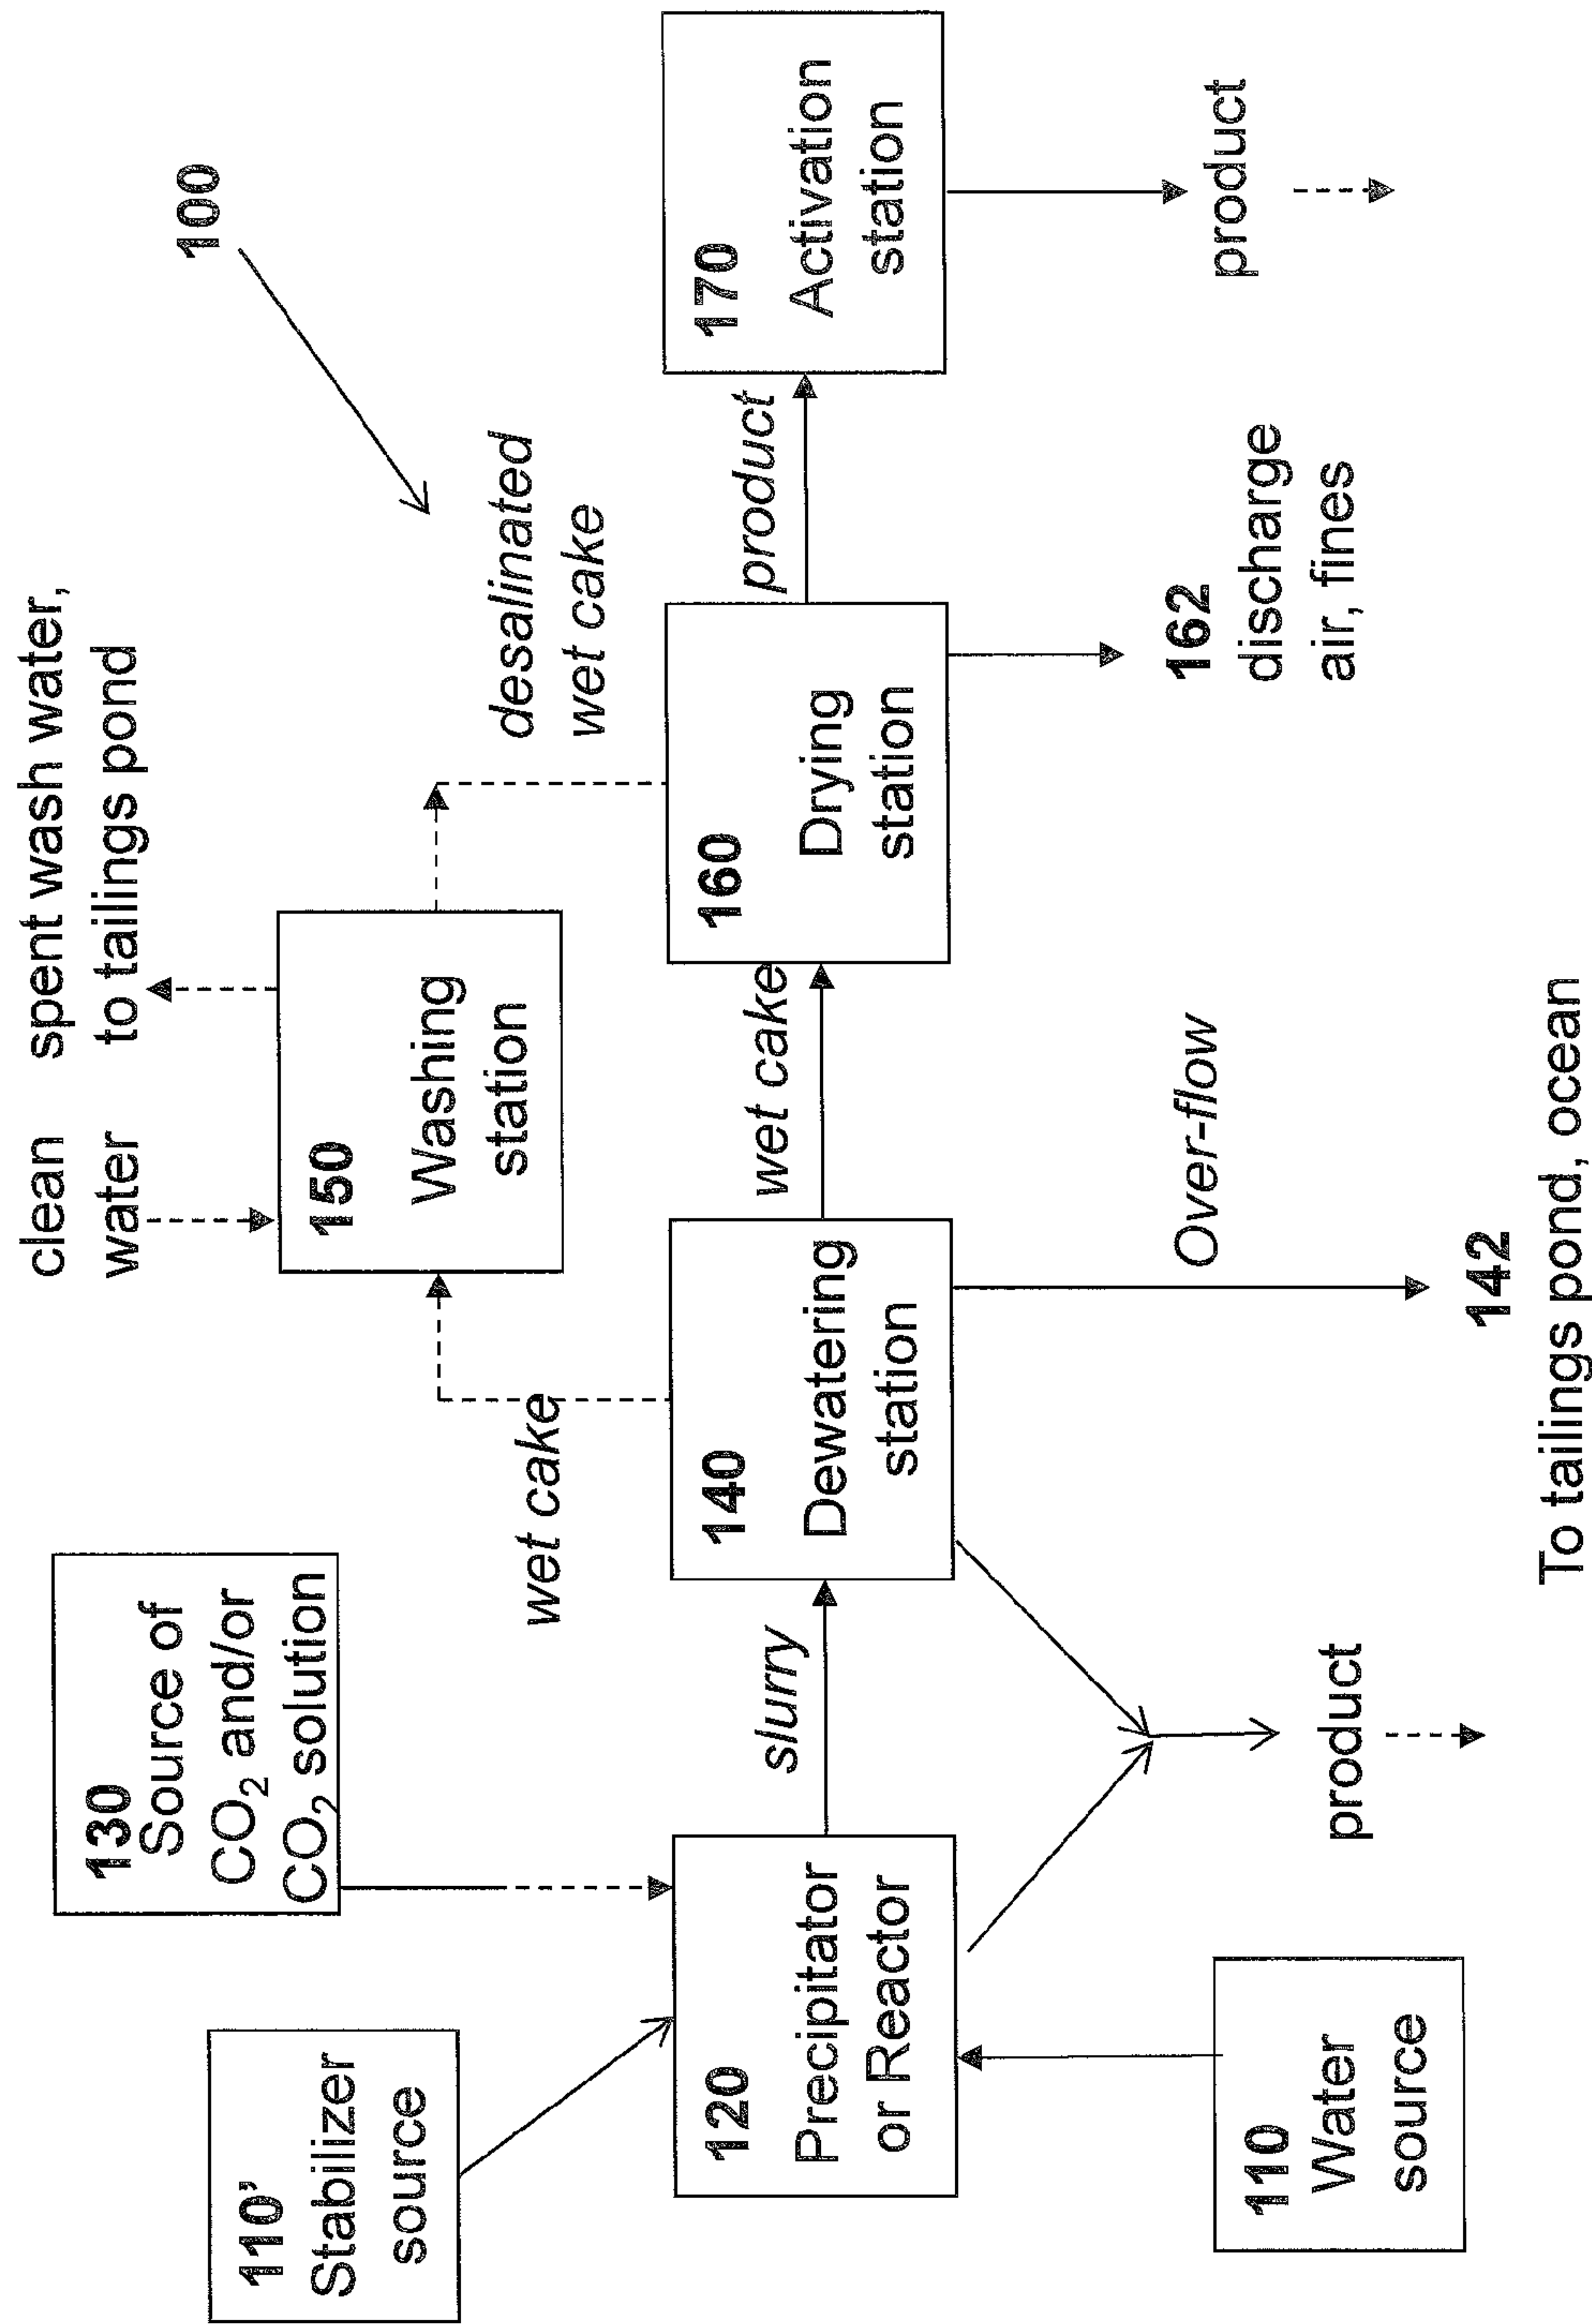 100
clean
water
spent wash water,
to tailings pond
130
Source of
CO₂ and/or
CO₂ solution
110'
Stabilizer
source
150
Washing
station
wet cake
desalinated
wet cake
120
Precipitator
or Reactor
slurry
140
Dewatering
station
wet cake
160
Drying
station
product
170
Activation
station
110
Water
source
product
Over-flow
142
To tailings pond, ocean
162
discharge
air, fines
product